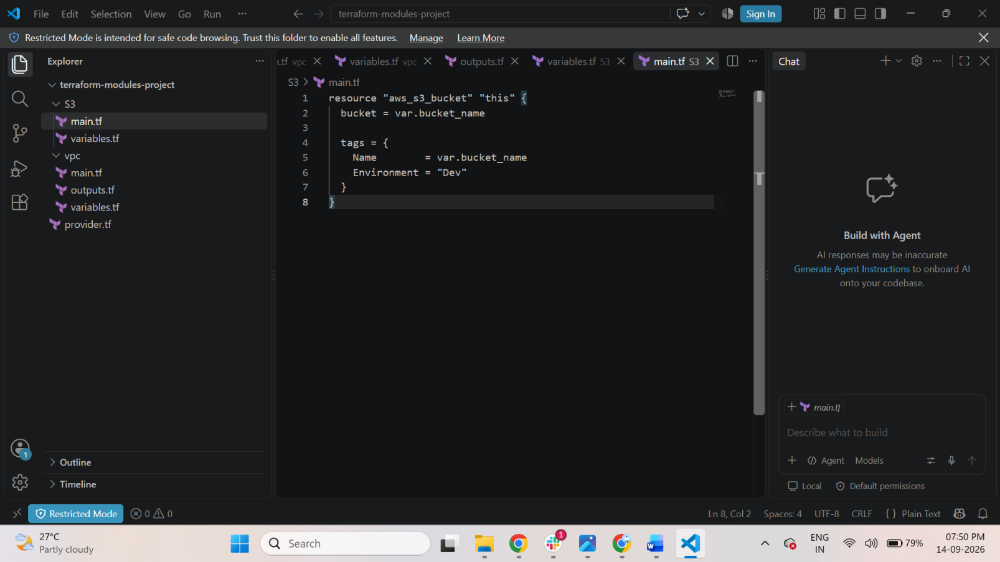 File Edit Selection View Go Run ··· terraform-modules-project Sign In
Restricted Mode is intended for safe code browsing. Trust this folder to enable all features. Manage Learn More
Explorer
terraform-modules-project
S3
main.tf
variables.tf
vpc
main.tf
outputs.tf
variables.tf
provider.tf
Outline
Timeline
.tf vpc variables.tf vpc outputs.tf variables.tf S3 main.tf S3
S3 > main.tf
1 resource "aws_s3_bucket" "this" {
2 bucket = var.bucket_name
3
4 tags = {
5 Name = var.bucket_name
6 Environment = "Dev"
7 }
8 }
Chat
Build with Agent
AI responses may be inaccurate
Generate Agent Instructions to onboard AI
onto your codebase.
main.tf
Describe what to build
Agent Models
Local Default permissions
1
Restricted Mode 0 0 Ln 8, Col 2 Spaces: 4 UTF-8 CRLF {} Plain Text
27°C
Partly cloudy
Search
1
ENG
IN
79%
07:50 PM
14-09-2026